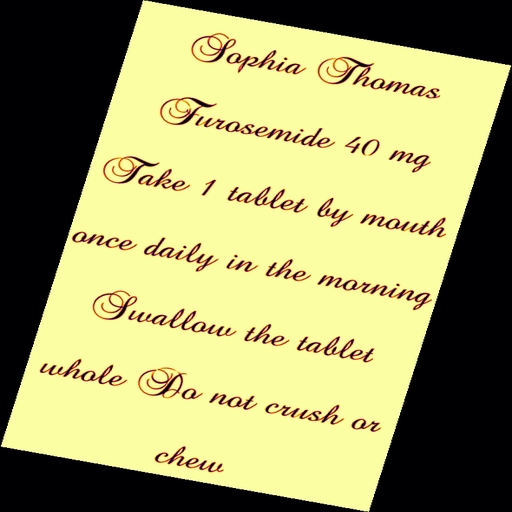 Sophia Thomas
Furosemide 40 mg
Take 1 tablet by mouth
once daily in the morning
Swallow the tablet
whole Do not crush or
chew